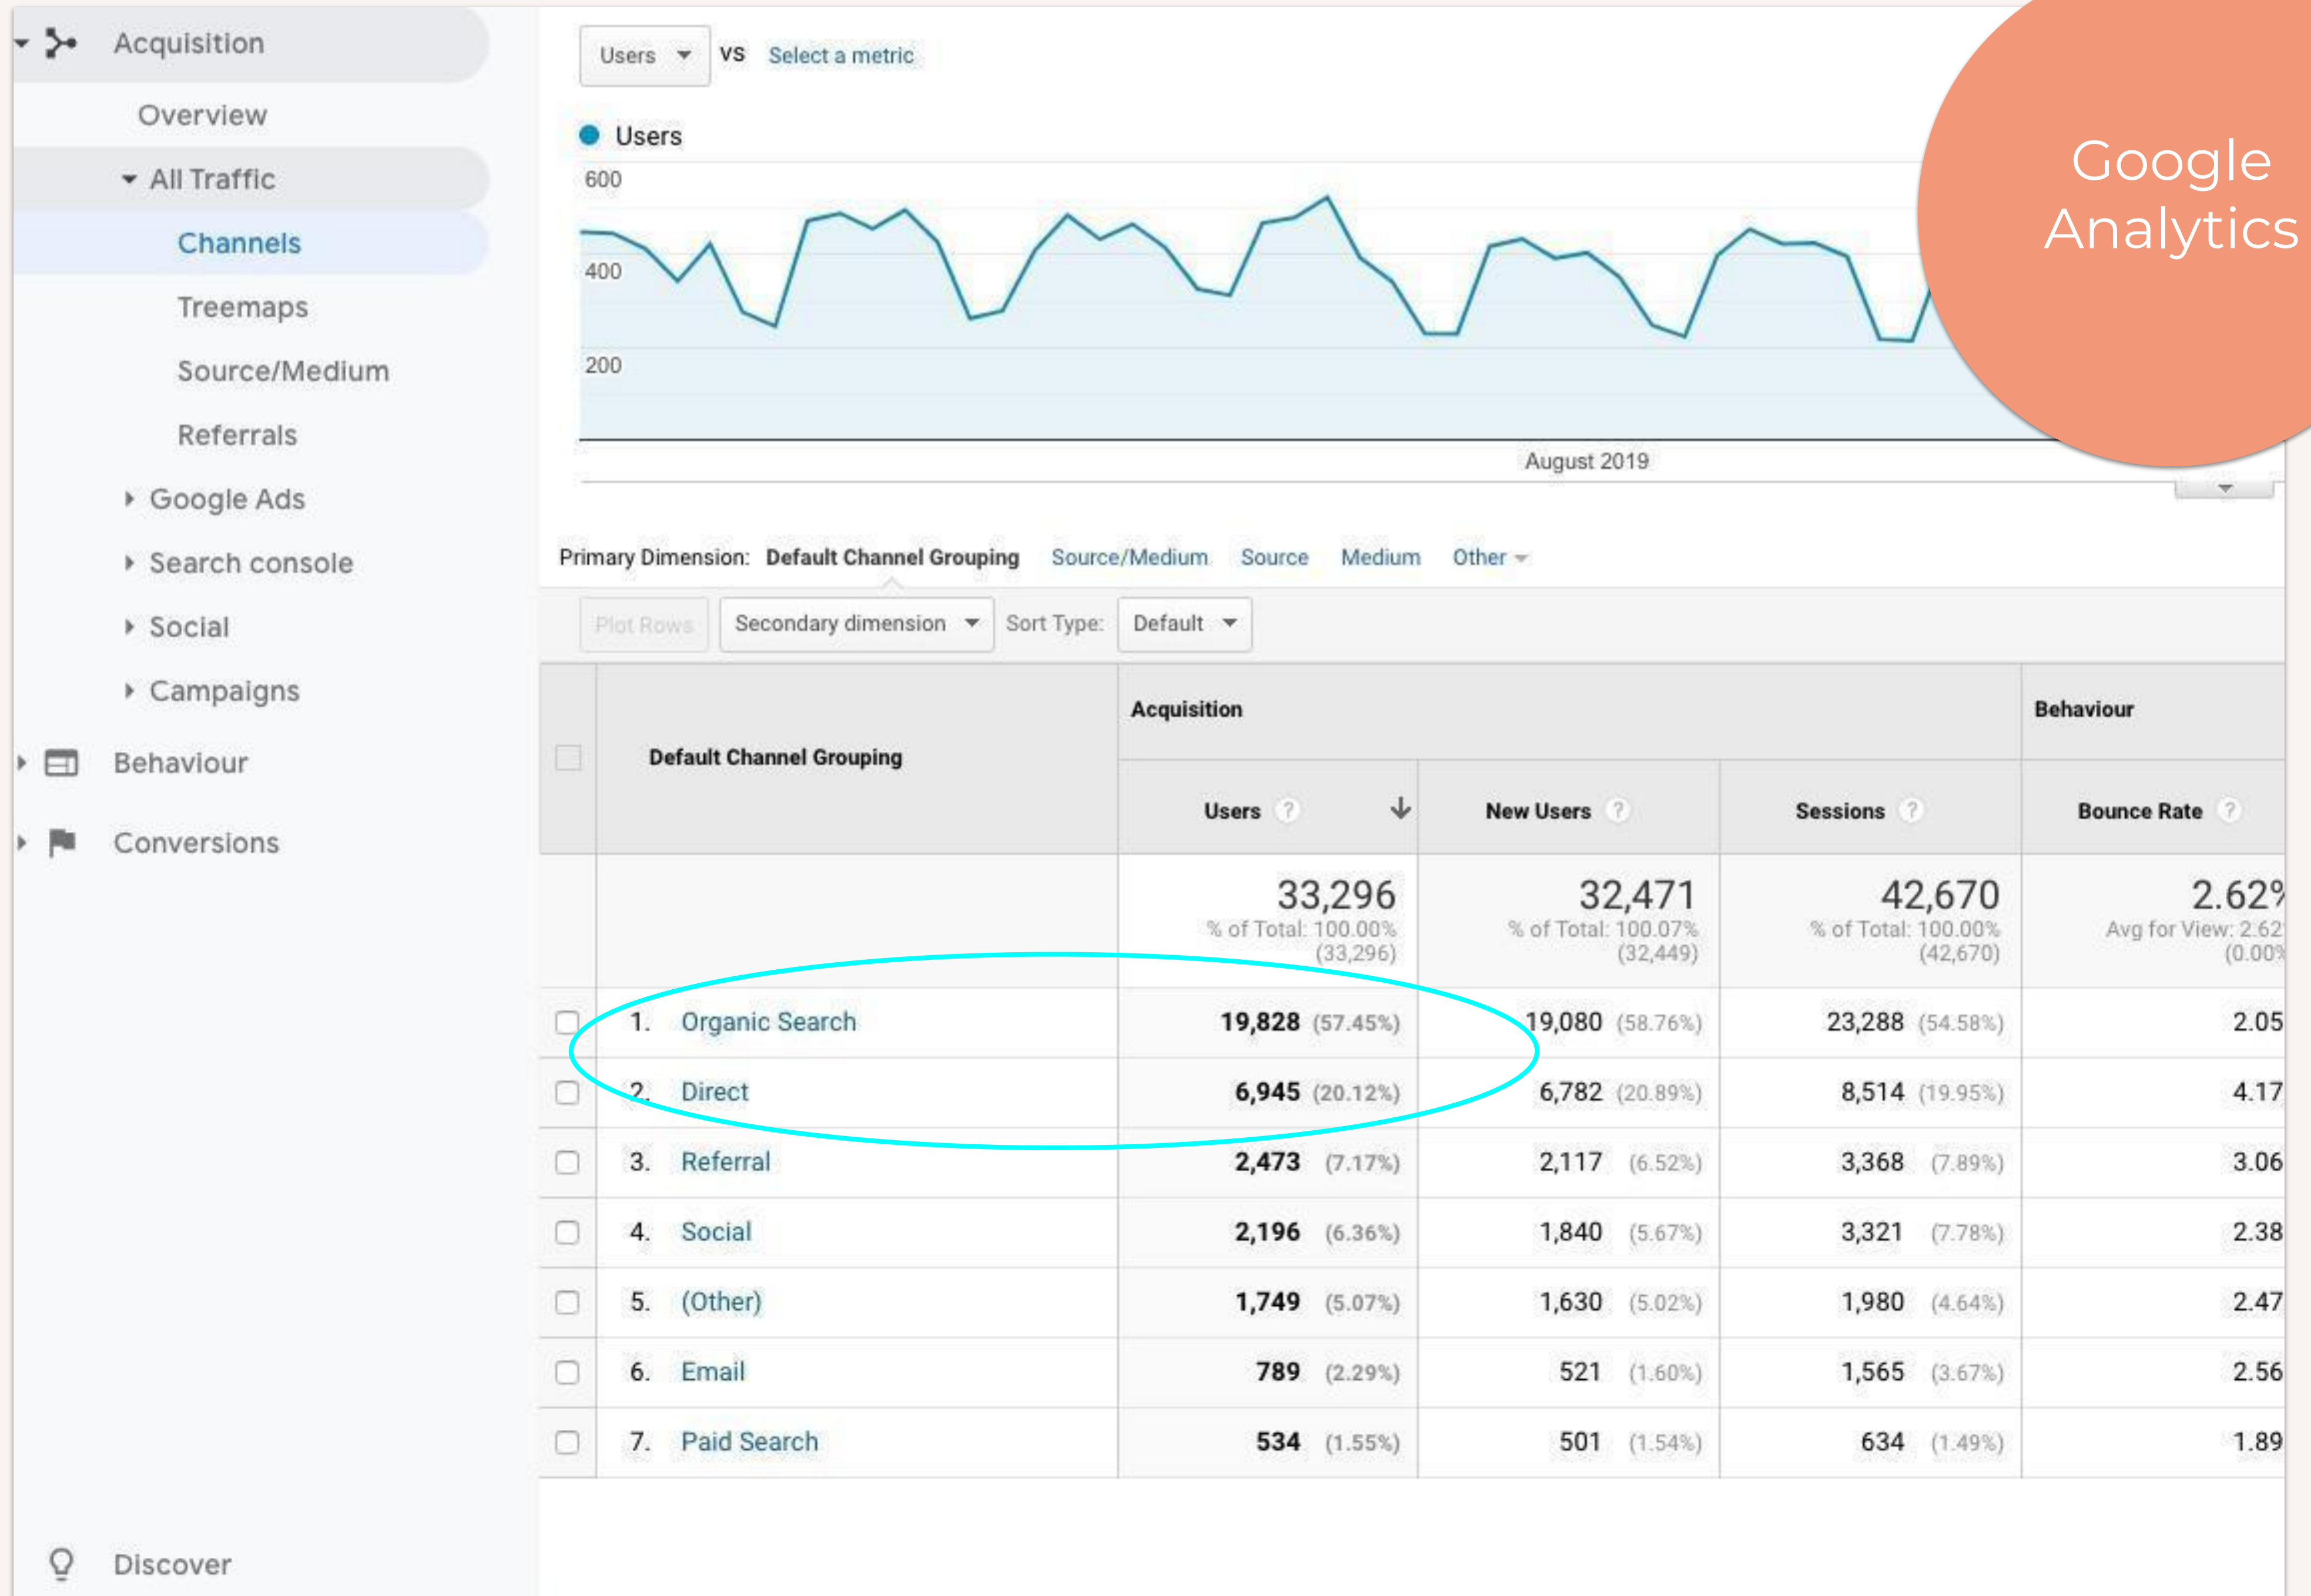 Acquisition
Overview
All Traffic
Channels
Treemaps
Source/Medium
Referrals
Google Ads
Search console
Social
Campaigns
Behaviour
Conversions
Discover
Users VS Select a metric
Users
600
400
200
August 2019
Google
Analytics
Primary Dimension: Default Channel Grouping Source/Medium Source Medium Other
Plot Rows Secondary dimension Sort Type: Default
Default Channel Grouping Acquisition Behaviour
Users ? New Users ? Sessions ? Bounce Rate ?
33,296 32,471 42,670 2.62%
% of Total: 100.00% % of Total: 100.07% % of Total: 100.00% Avg for View: 2.62
(33,296) (32,449) (42,670) (0.00%
1. Organic Search 19,828 (57.45%) 19,080 (58.76%) 23,288 (54.58%) 2.05
2. Direct 6,945 (20.12%) 6,782 (20.89%) 8,514 (19.95%) 4.17
3. Referral 2,473 (7.17%) 2,117 (6.52%) 3,368 (7.89%) 3.06
4. Social 2,196 (6.36%) 1,840 (5.67%) 3,321 (7.78%) 2.38
5. (Other) 1,749 (5.07%) 1,630 (5.02%) 1,980 (4.64%) 2.47
6. Email 789 (2.29%) 521 (1.60%) 1,565 (3.67%) 2.56
7. Paid Search 534 (1.55%) 501 (1.54%) 634 (1.49%) 1.89